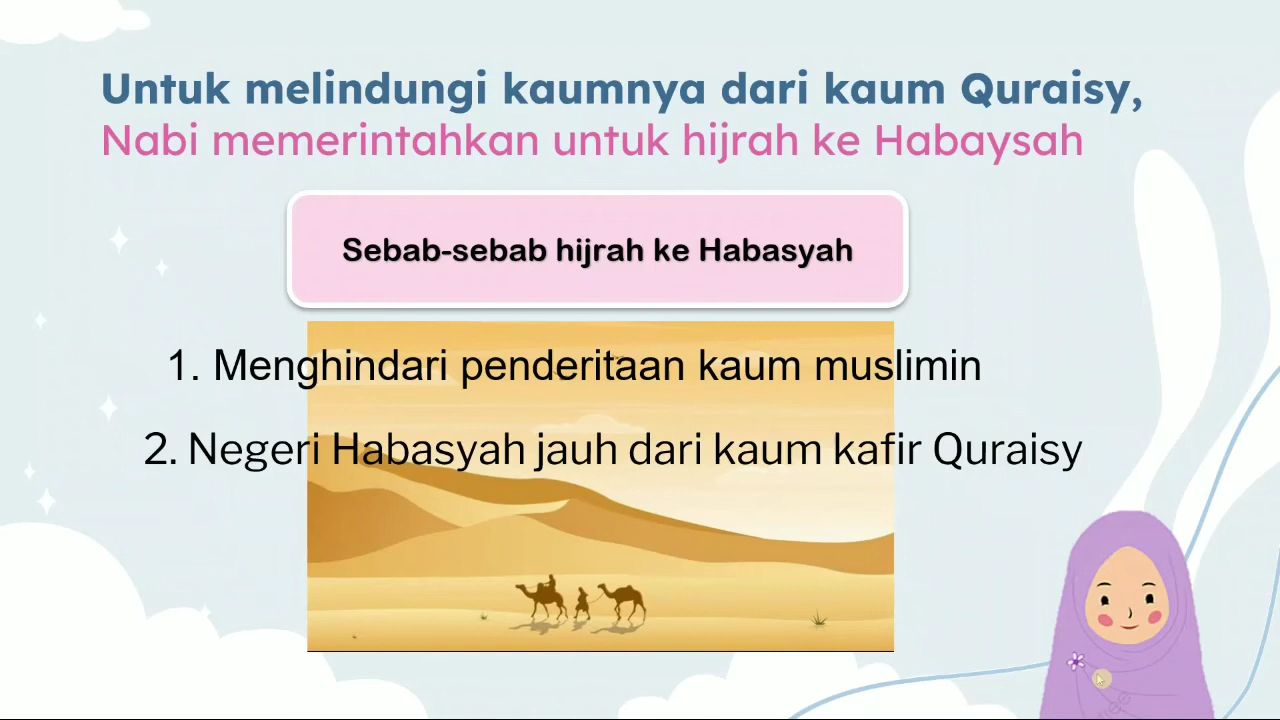 Untuk melindungi kaumnya dari kaum Quraisy,
Nabi memerintahkan untuk hijrah ke Habaysah
Sebab-sebab hijrah ke Habasyah
1. Menghindari penderitaan kaum muslimin
2. Negeri Habasyah jauh dari kaum kafir Quraisy